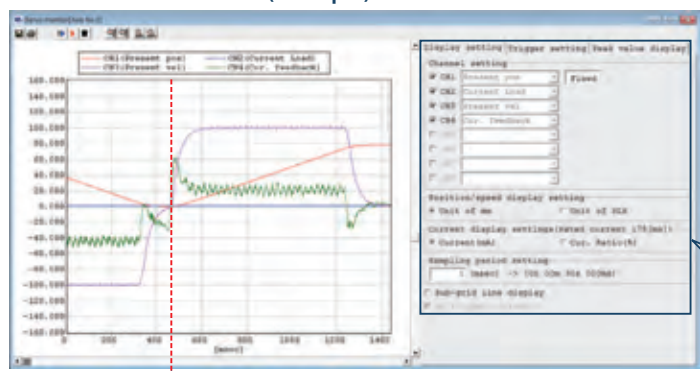 CH1(Present posn) CH2(Current Load)
CH3(Present vel) CH4(Cur. feedback)
160.000
140.000
120.000
100.000
80.000
60.000
40.000
20.000
0.000
-20.000
-40.000
-60.000
-80.000
-100.000
-120.000
-140.000
-160.000
0 200 400 600 800 1000 1200 1400
[msec]
Display setting Trigger setting Peak value display
Channel setting
CH1 Present posn Fixed
CH2 Current Load
CH3 Present vel
CH4 Cur. feedback
Position/speed display setting
Unit of mm Unit of PLS
Current display settings
Current(mA) Cur. Ratio(%)
Sampling period setting
1 [msec] ->
Sub-grid line display